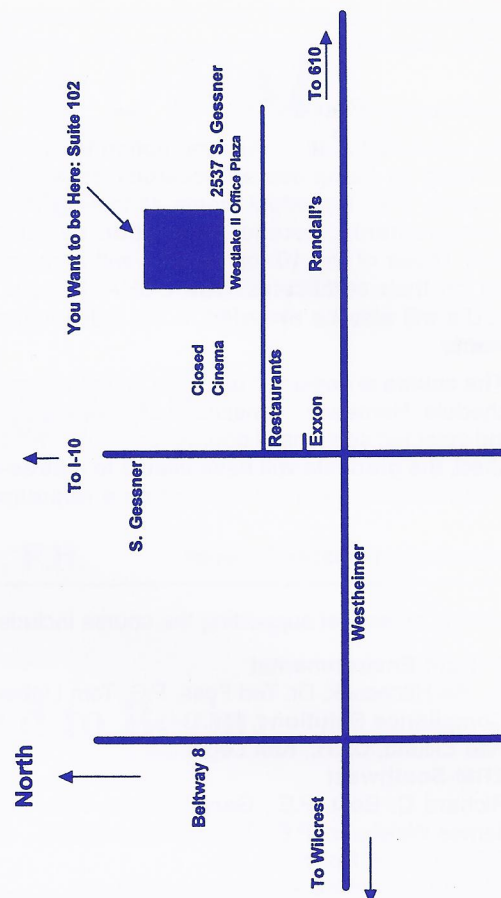 North
To I-10
You Want to be Here: Suite 102
S. Gessner
Closed
Cinema
2537 S. Gessner
Westlake II Office Plaza
Beltway 8
Restaurants
Exxon
Randall's
To 610
To Wilcrest
Westheimer